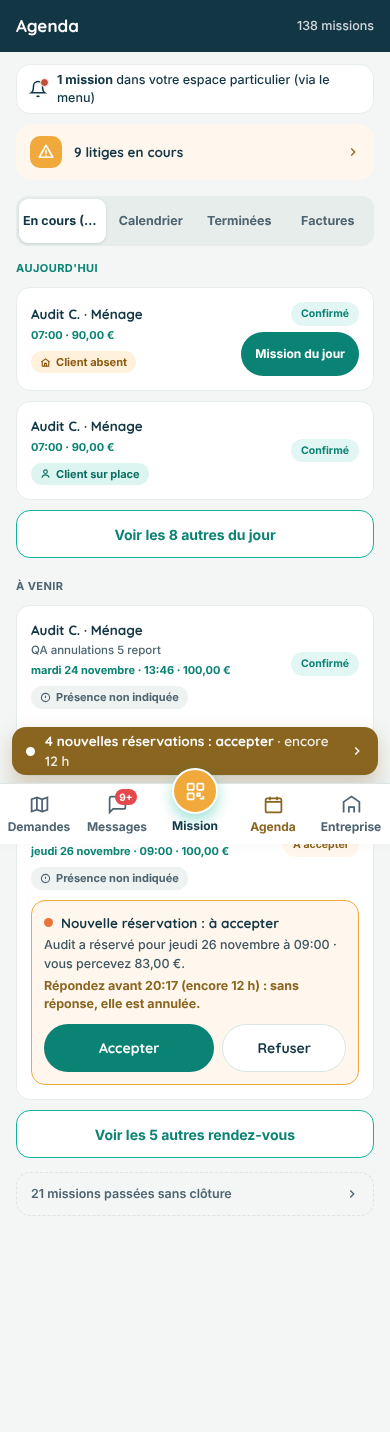 Agenda
138 missions
1 mission dans votre espace particulier (via le
menu)
9 litiges en cours
En cours (...
Calendrier
Terminées
Factures
AUJOURD'HUI
Audit C. · Ménage
Confirmé
07:00 · 90,00 €
Mission du jour
Client absent
Audit C. · Ménage
07:00 · 90,00 €
Confirmé
Client sur place
Voir les 8 autres du jour
À VENIR
Audit C. · Ménage
QA annulations 5 report
mardi 24 novembre · 13:46 · 100,00 €
Confirmé
Présence non indiquée
4 nouvelles réservations : accepter · encore
12 h
Demandes
9+
Messages
Mission
Agenda
Entreprise
À accepter
jeudi 26 novembre · 09:00 · 100,00 €
Présence non indiquée
Nouvelle réservation : à accepter
Audit a réservé pour jeudi 26 novembre à 09:00 ·
vous percevez 83,00 €.
Répondez avant 20:17 (encore 12 h) : sans
réponse, elle est annulée.
Accepter
Refuser
Voir les 5 autres rendez-vous
21 missions passées sans clôture